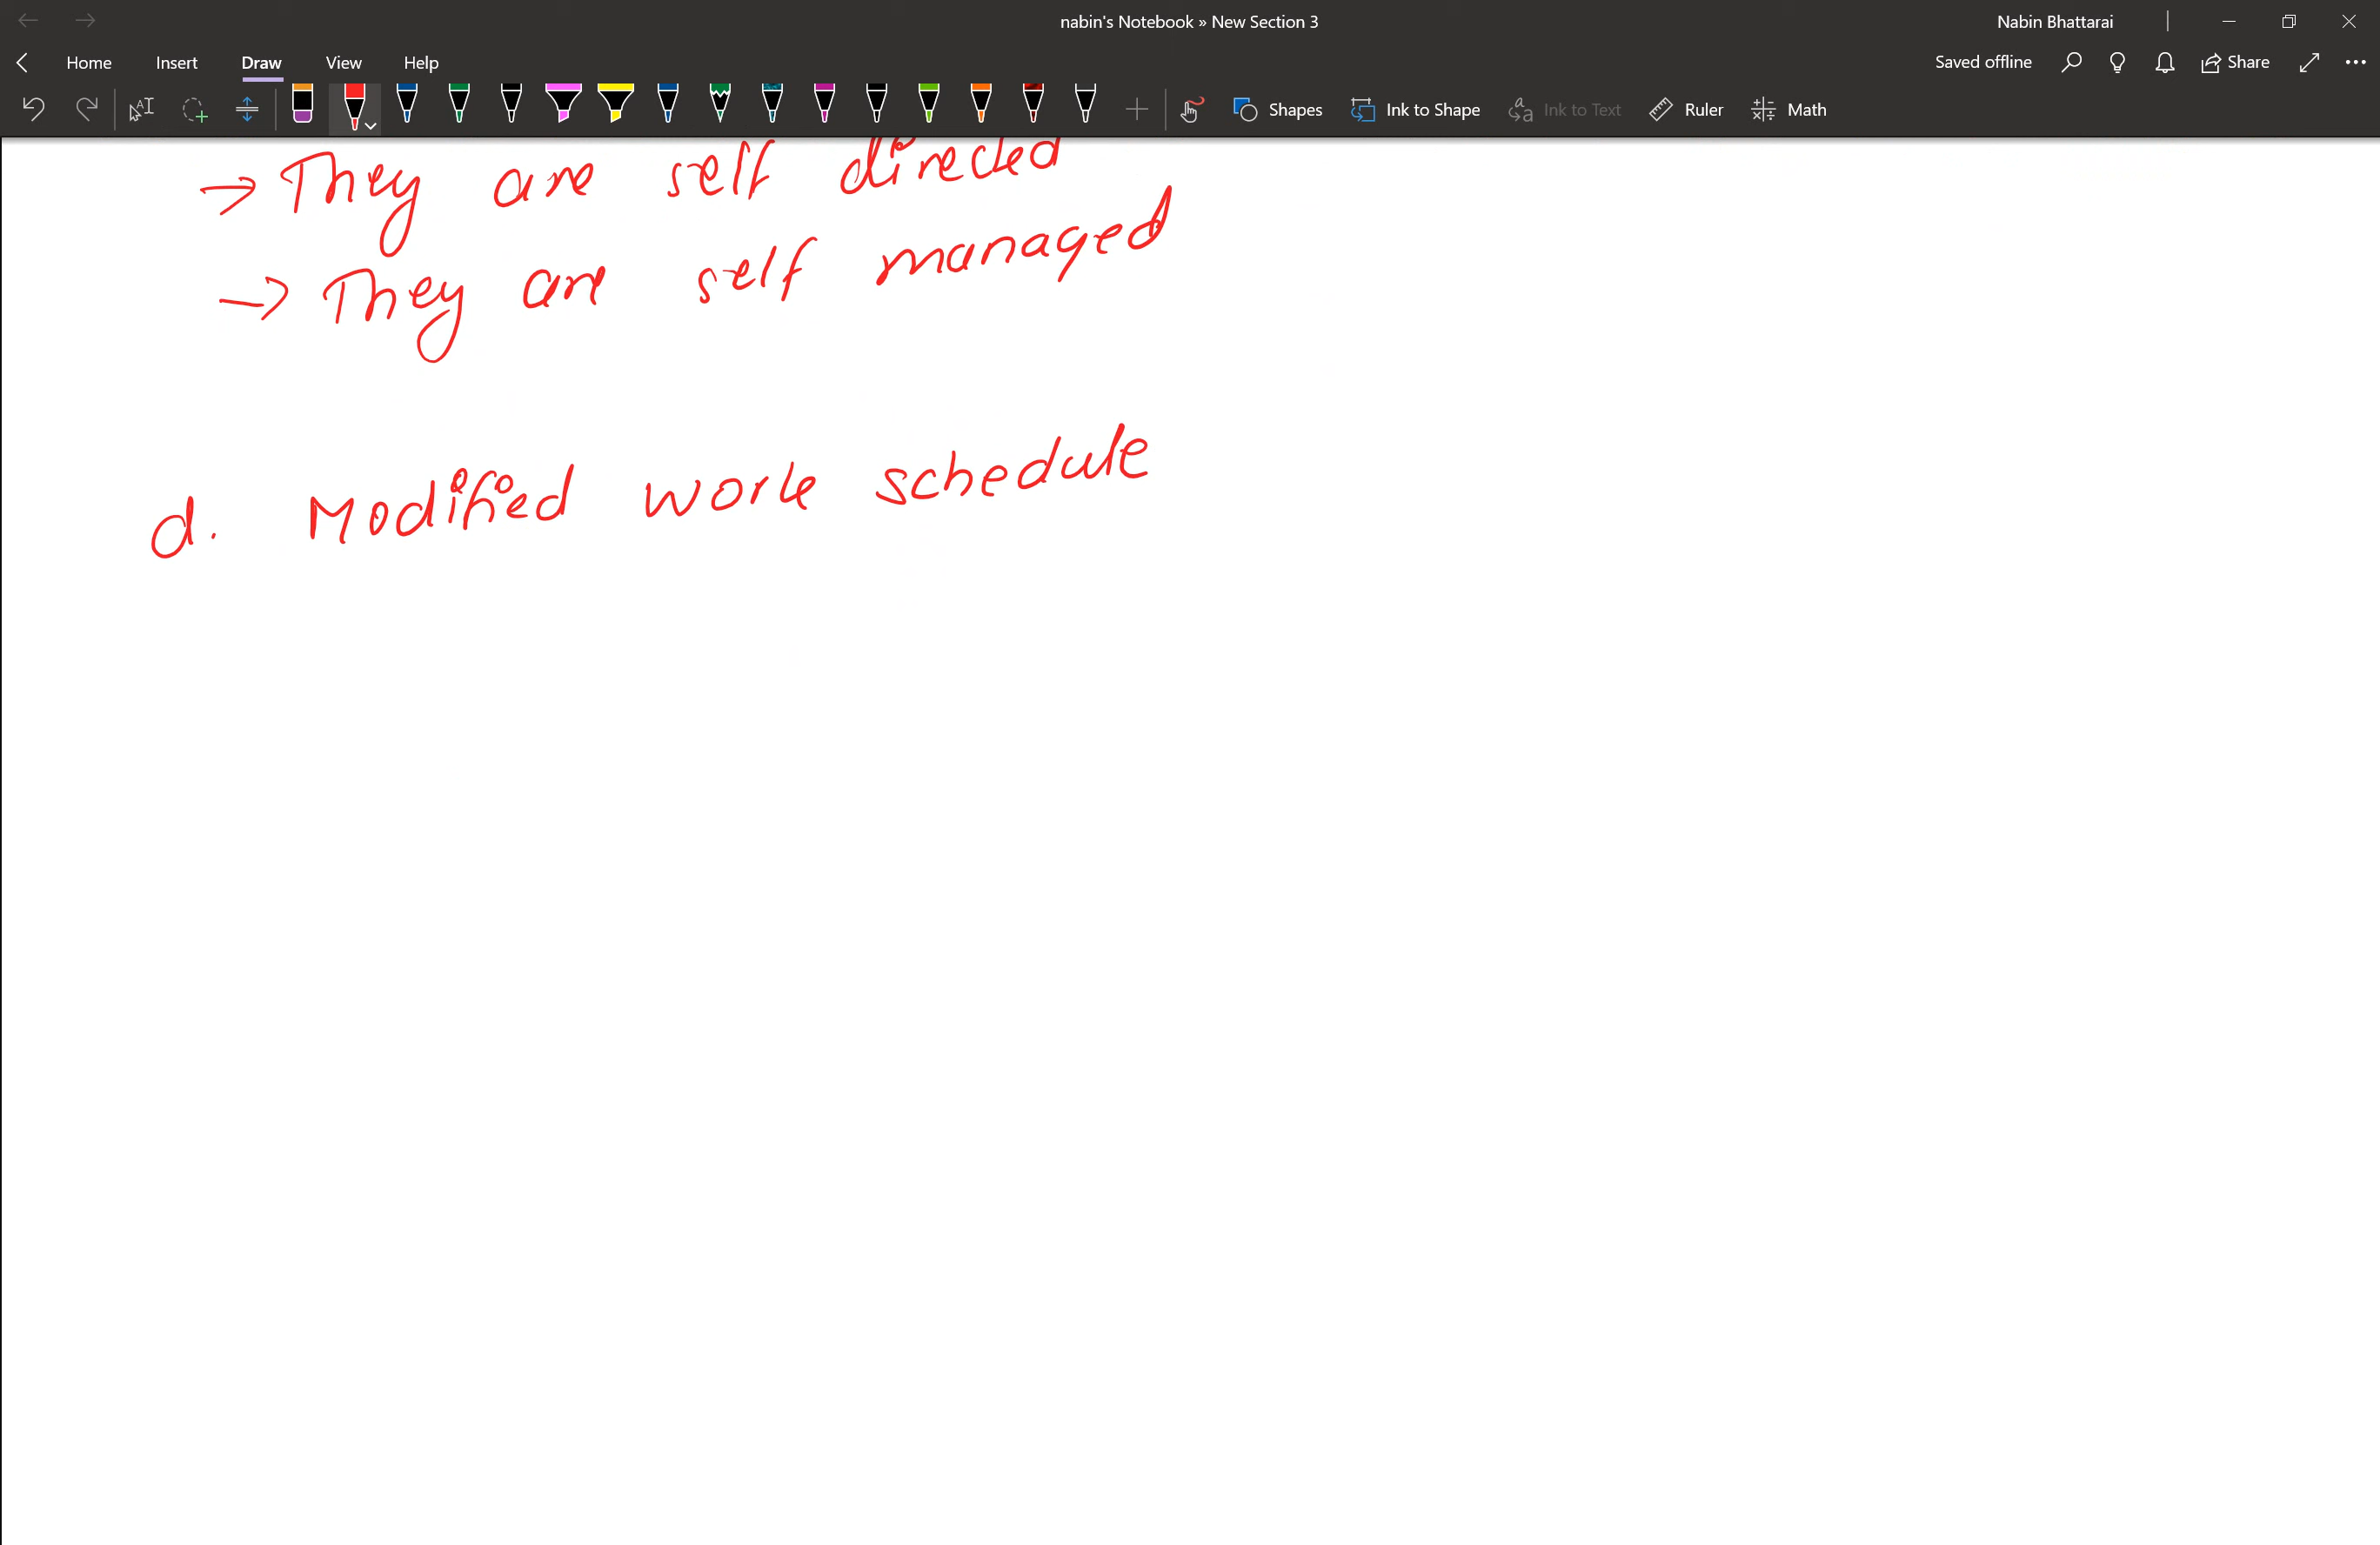 nabin's Notebook » New Section 3
Nabin Bhattarai
Home Insert Draw View Help
Saved offline
Share
Shapes Ink to Shape Ink to Text Ruler Math
→ They are self directed
→ They are self managed
d. Modified work schedule